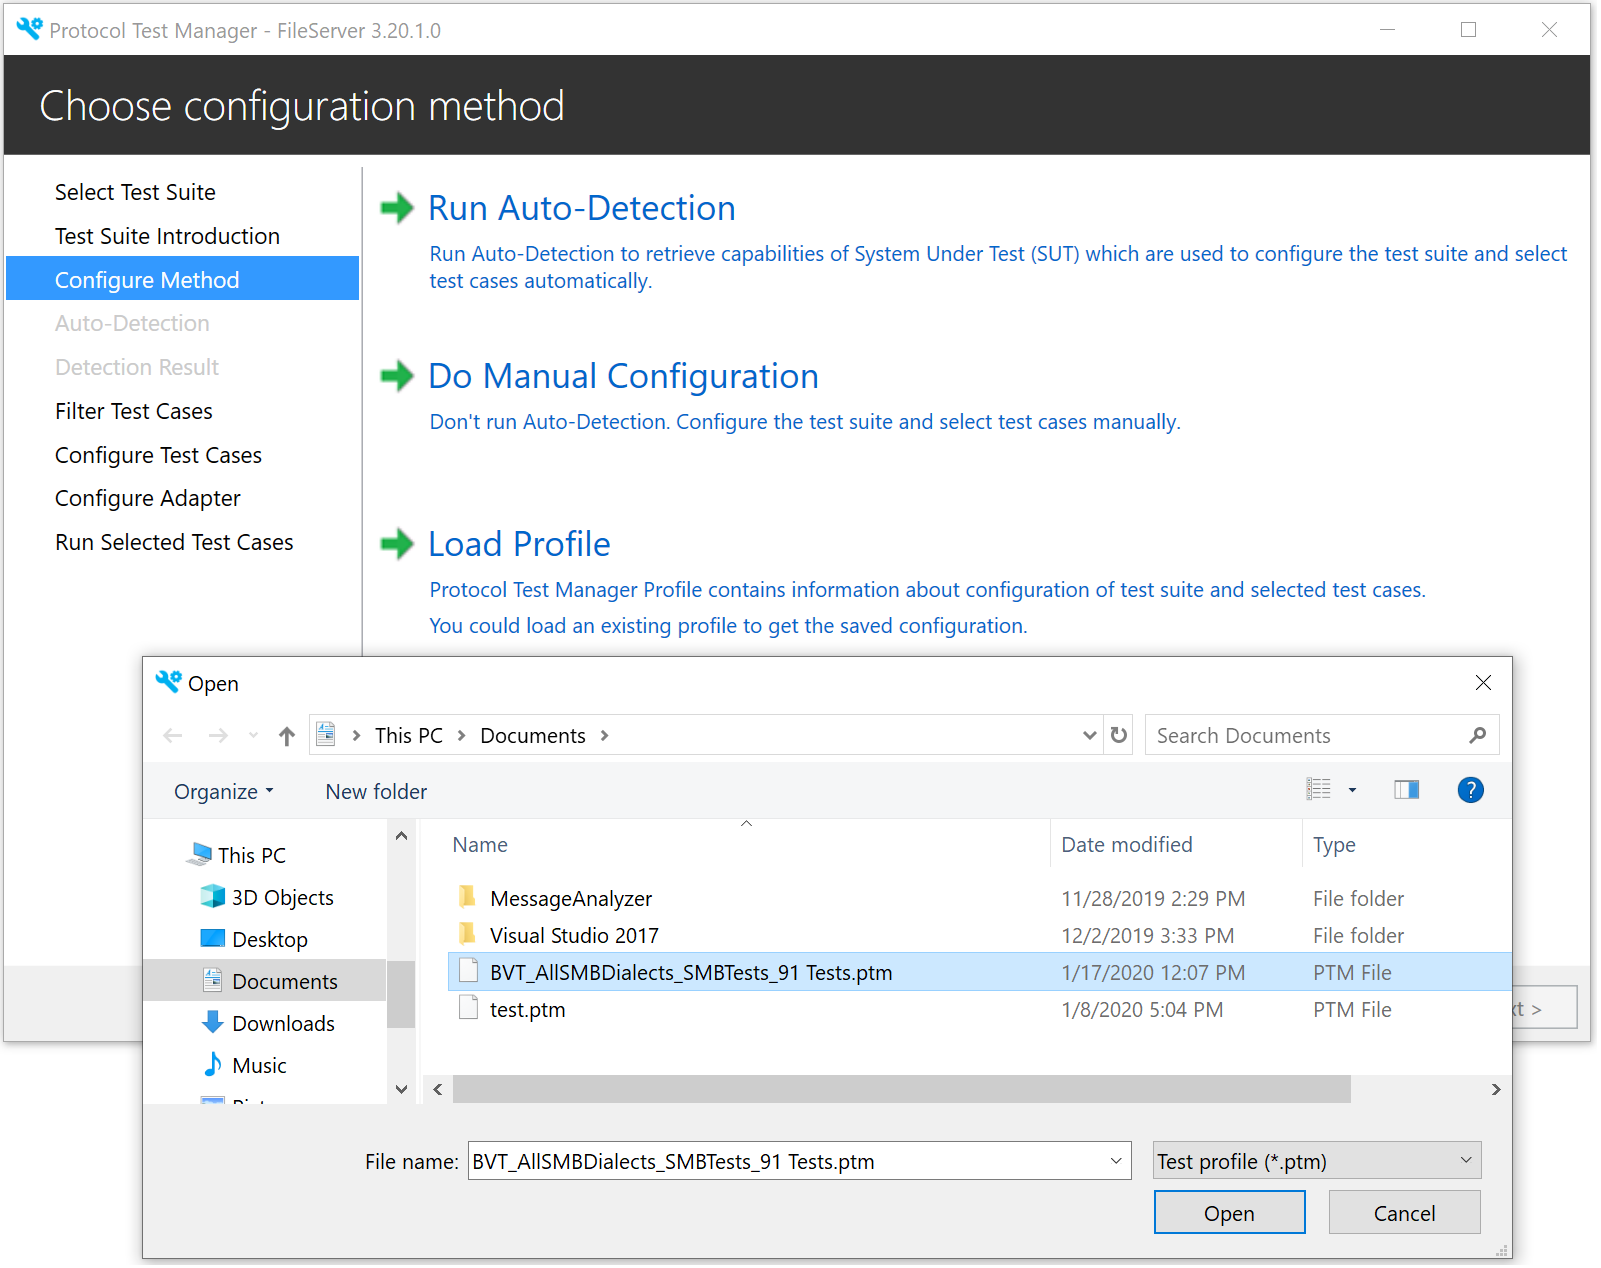 Protocol Test Manager - FileServer 3.20.1.0
Choose configuration method
Select Test Suite
Test Suite Introduction
Configure Method
Auto-Detection
Detection Result
Filter Test Cases
Configure Test Cases
Configure Adapter
Run Selected Test Cases
Run Auto-Detection
Run Auto-Detection to retrieve capabilities of System Under Test (SUT) which are used to configure the test suite and select
test cases automatically.
Do Manual Configuration
Don't run Auto-Detection. Configure the test suite and select test cases manually.
Load Profile
Protocol Test Manager Profile contains information about configuration of test suite and selected test cases.
You could load an existing profile to get the saved configuration.
Open
This PC > Documents >
Search Documents
Organize
New folder
?
This PC
3D Objects
Desktop
Documents
Downloads
Music
Name Date modified Type
MessageAnalyzer 11/28/2019 2:29 PM File folder
Visual Studio 2017 12/2/2019 3:33 PM File folder
BVT_AllSMBDialects_SMBTests_91 Tests.ptm 1/17/2020 12:07 PM PTM File
test.ptm 1/8/2020 5:04 PM PTM File
File name: BVT_AllSMBDialects_SMBTests_91 Tests.ptm
Test profile (*.ptm)
Open
Cancel